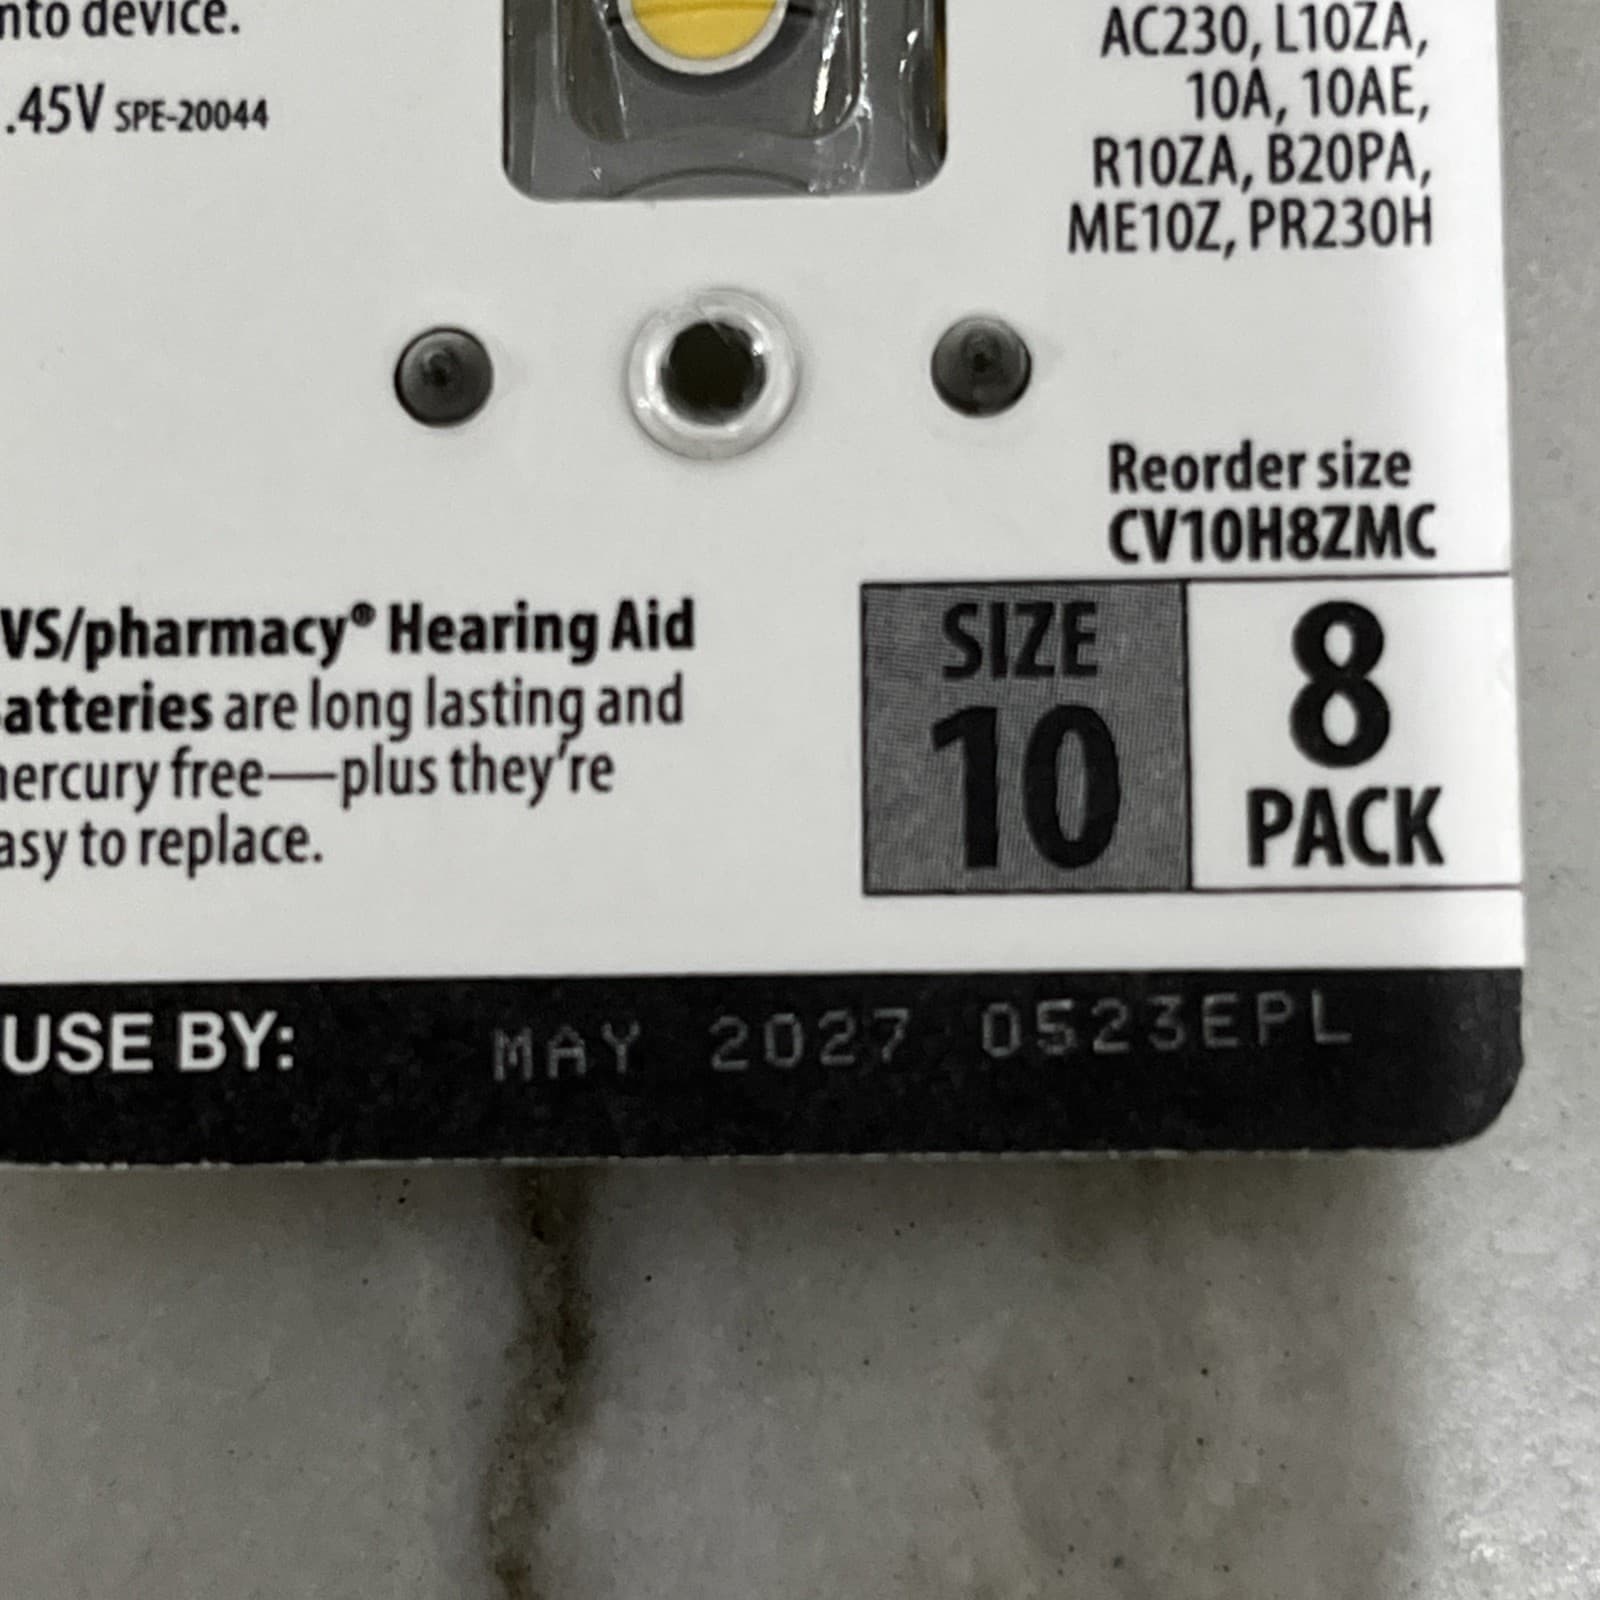 nto device.
.45V SPE-20044
AC230, L10ZA,
10A, 10AE,
R10ZA, B20PA,
ME10Z, PR230H
Reorder size
CV10H8ZMC
VS/pharmacy® Hearing Aid
atteries are long lasting and
ercury free—plus they're
asy to replace.
SIZE
10
8
PACK
USE BY: MAY 2027 0523EPL